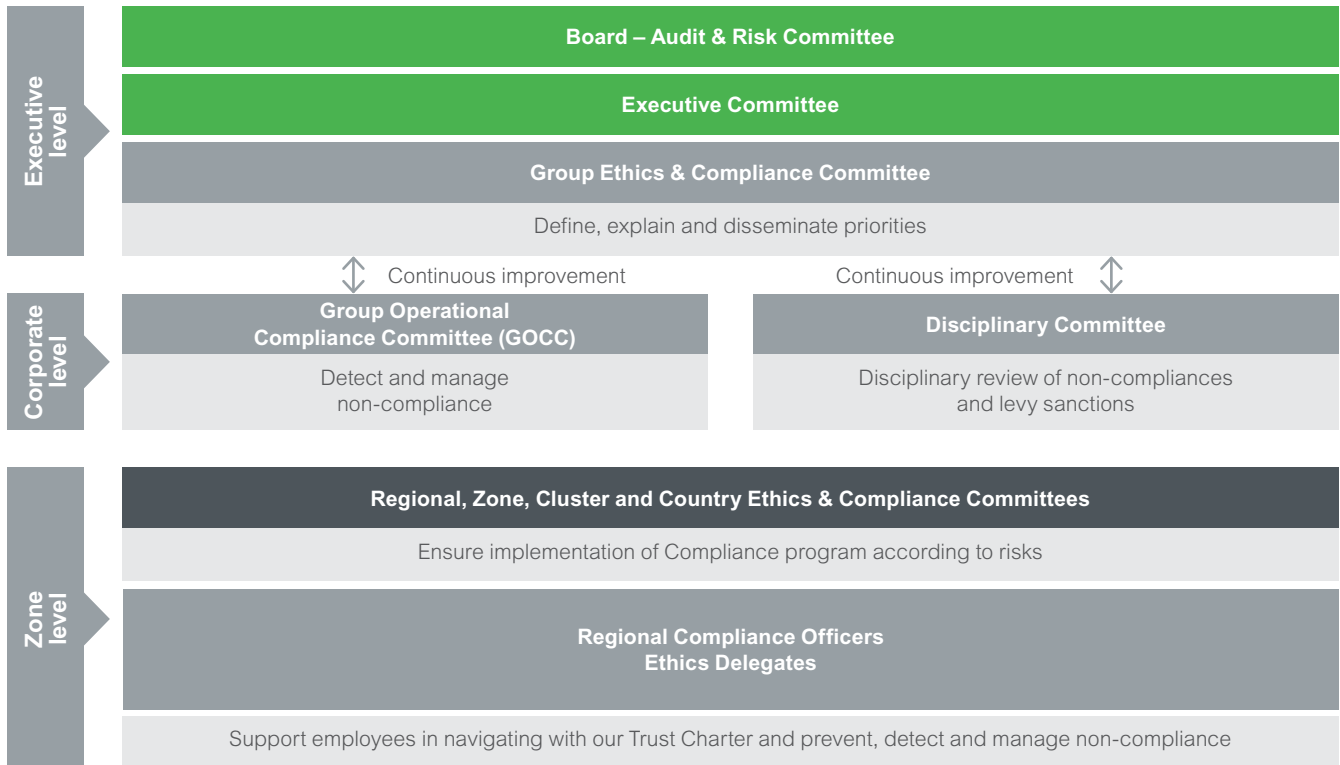 Executive
level
Board – Audit & Risk Committee
Executive Committee
Group Ethics & Compliance Committee
Define, explain and disseminate priorities
Continuous improvement
Continuous improvement
Corporate
level
Group Operational
Compliance Committee (GOCC)
Detect and manage
non-compliance
Disciplinary Committee
Disciplinary review of non-compliances
and levy sanctions
Zone
level
Regional, Zone, Cluster and Country Ethics & Compliance Committees
Ensure implementation of Compliance program according to risks
Regional Compliance Officers
Ethics Delegates
Support employees in navigating with our Trust Charter and prevent, detect and manage non-compliance